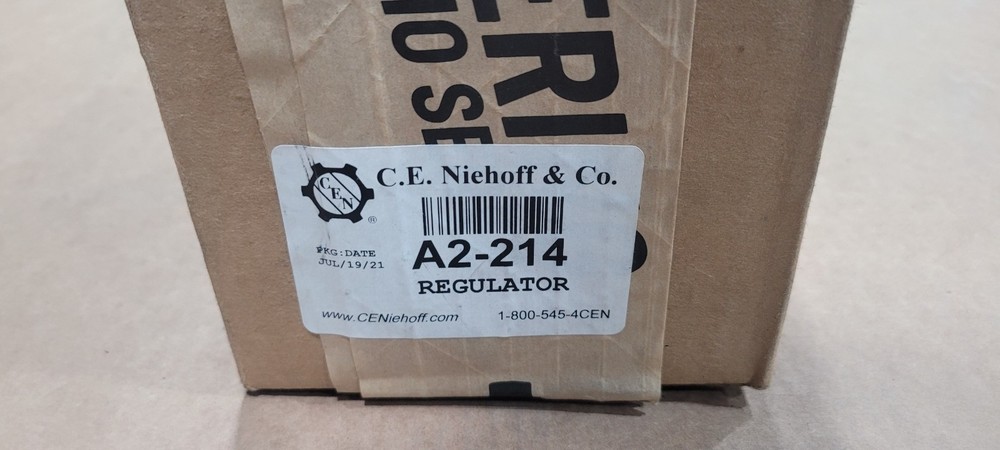 C.E. Niehoff & Co.
CEN
®
PKG:DATE
JUL/19/21
A2-214
REGULATOR
www.CENiehoff.com
1-800-545-4CEN